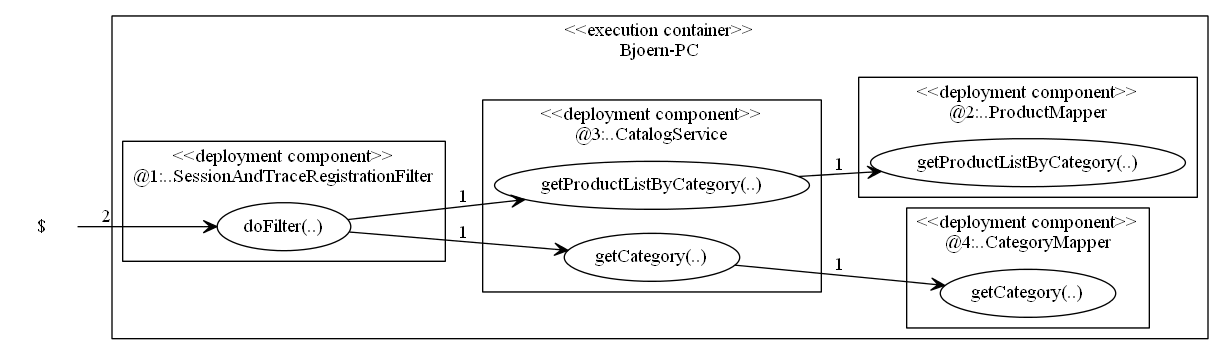 <<execution container>>
Bjoern-PC
<<deployment component>>
@2:..ProductMapper
getProductListByCategory(..)
<<deployment component>>
@3:..CatalogService
getProductListByCategory(..)
1
getCategory(..)
1
<<deployment component>>
@1:..SessionAndTraceRegistrationFilter
doFilter(..)
1
1
$
2
<<deployment component>>
@4:..CategoryMapper
getCategory(..)